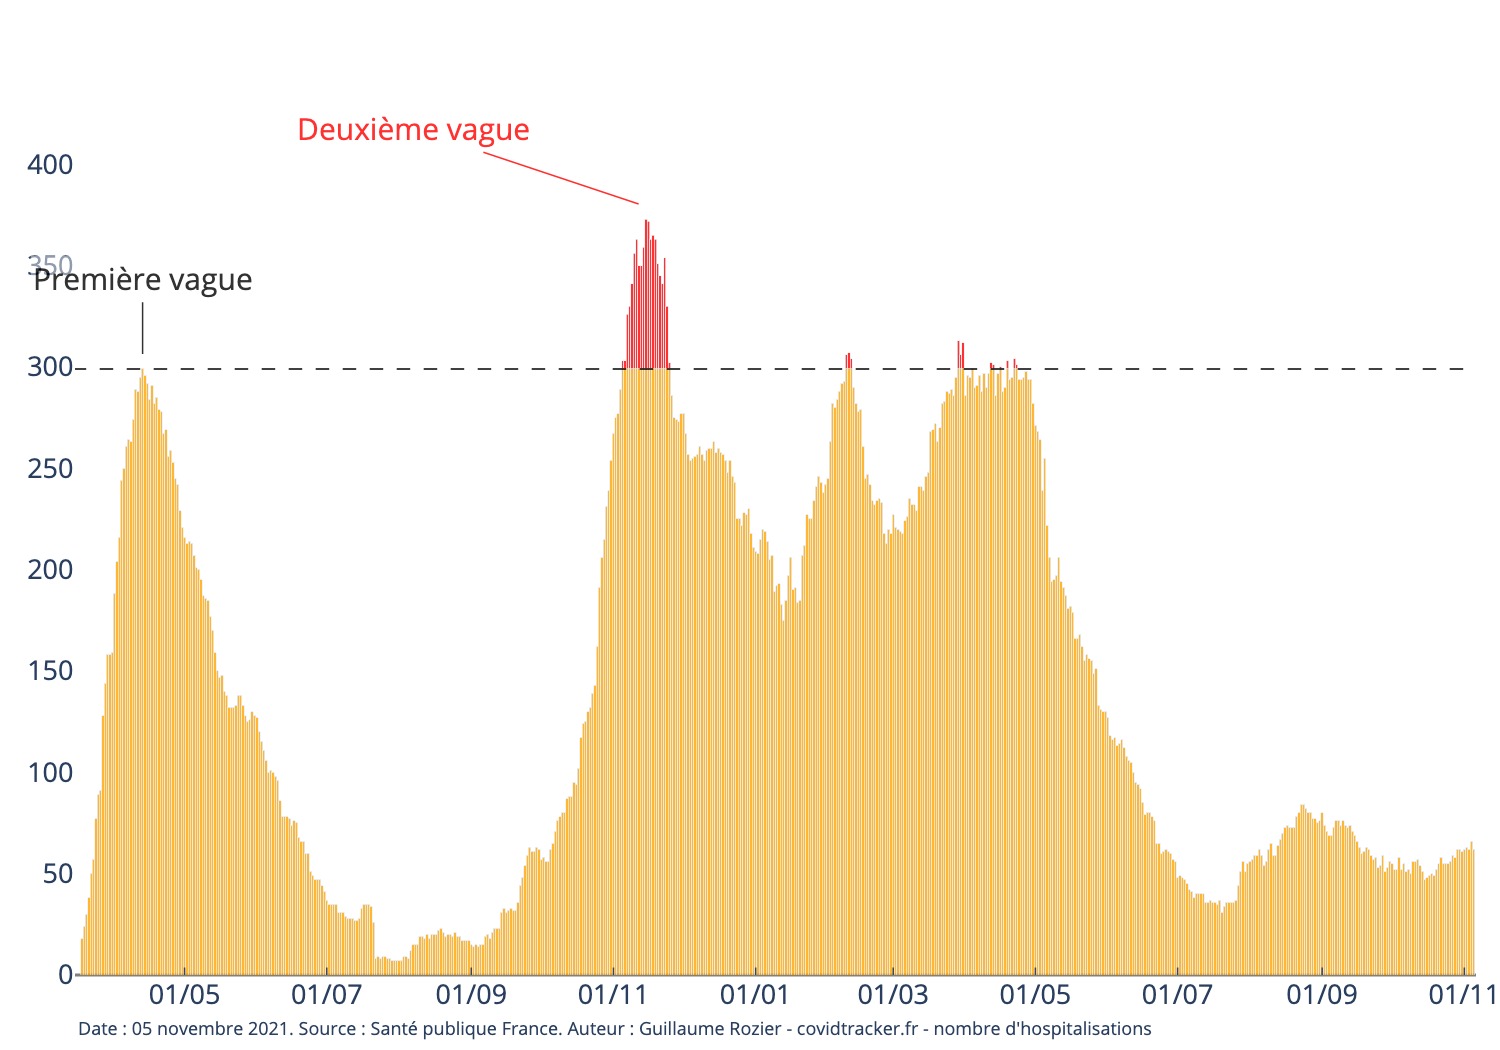 Deuxième vague
400
350
Première vague
300
250
200
150
100
50
0
01/05 01/07 01/09 01/11 01/01 01/03 01/05 01/07 01/09 01/11
Date : 05 novembre 2021. Source : Santé publique France. Auteur : Guillaume Rozier - covidtracker.fr - nombre d'hospitalisations